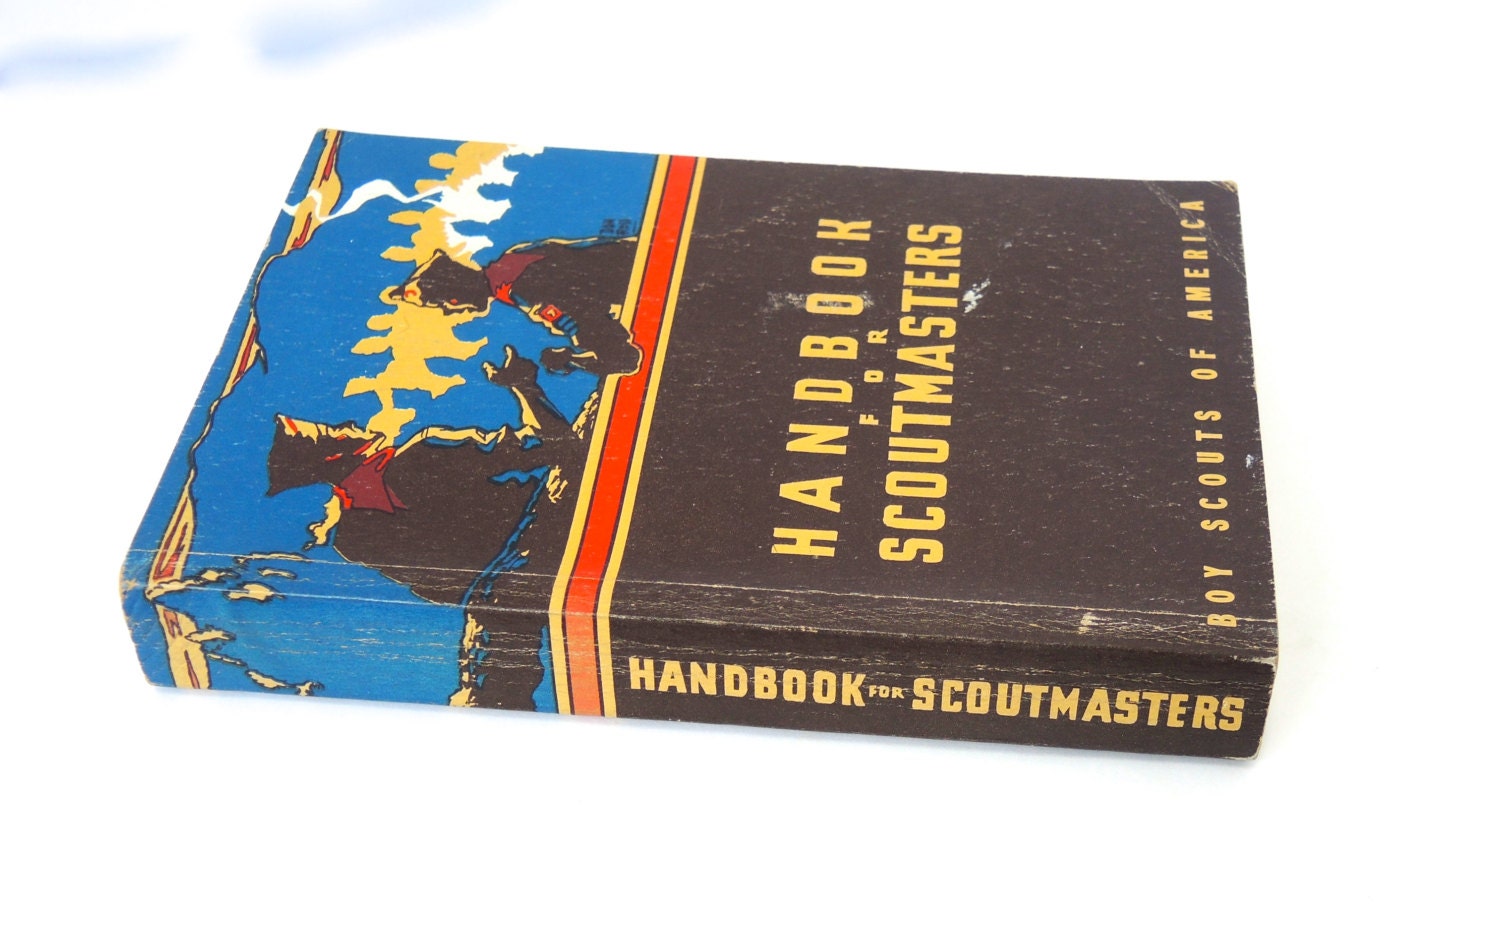 HANDBOOK
FOR
SCOUTMASTERS
BOY SCOUTS OF AMERICA
HANDBOOK FOR SCOUTMASTERS